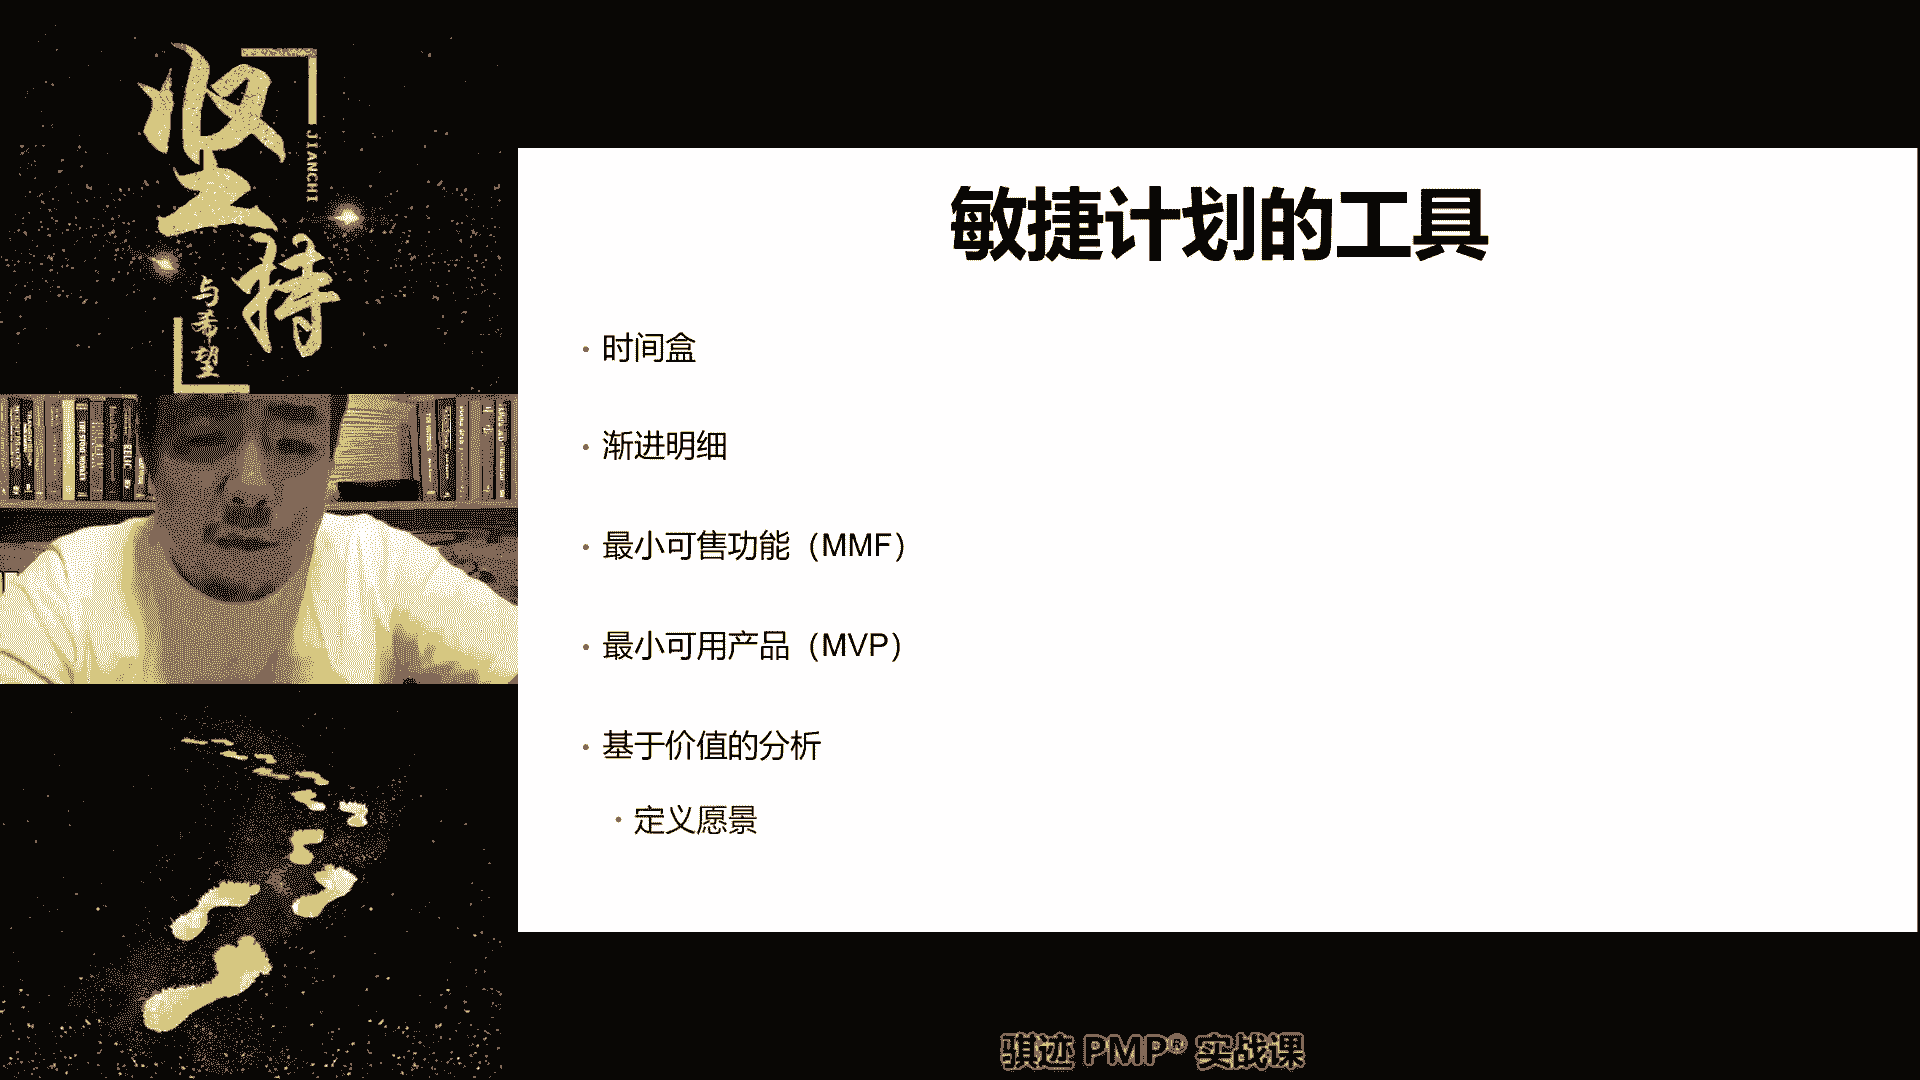 坚持
JIANCHI
与希望
敏捷计划的工具
• 时间盒
• 渐进明细
• 最小可售功能（MMF）
• 最小可用产品（MVP）
• 基于价值的分析
• 定义愿景
骐迹 PMP® 实战课